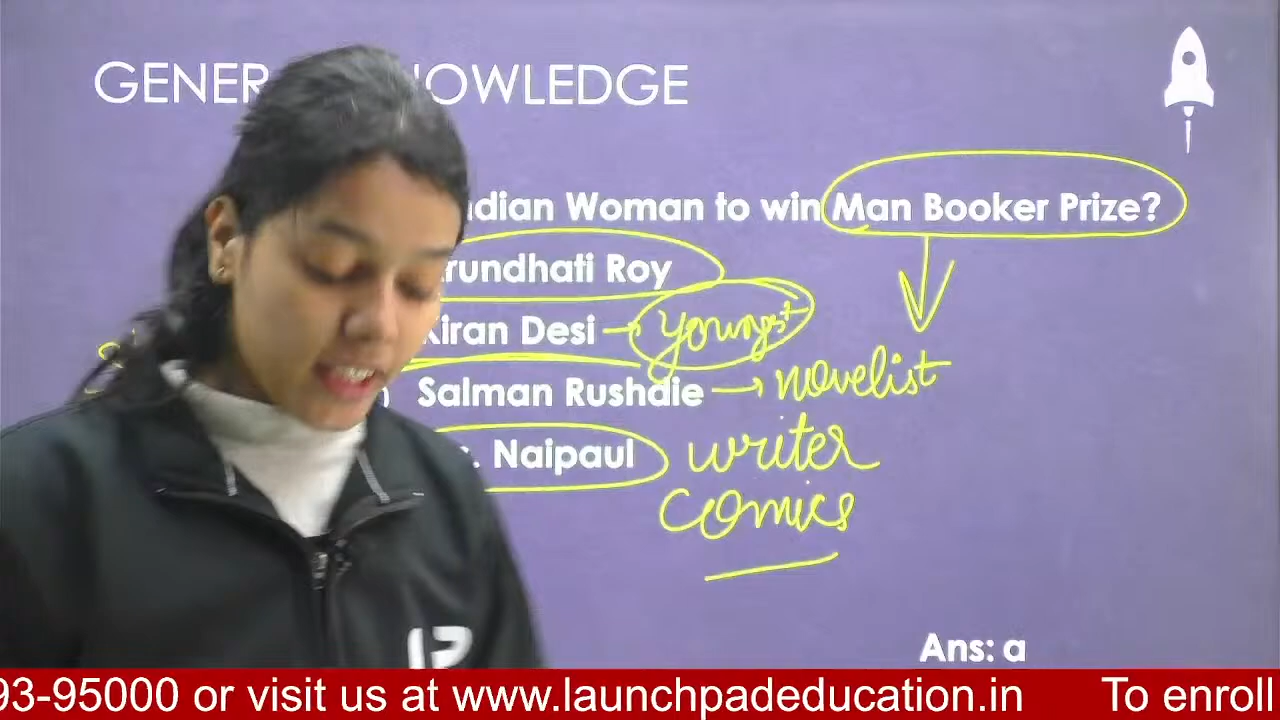 GENER OWLEDGE
dian Woman to win Man Booker Prize?
rundhati Roy
Kiran Desi → youngest
Salman Rushdie → novelist
. Naipaul writer
comics
Ans: a
93-95000 or visit us at www.launchpadeducation.in To enroll